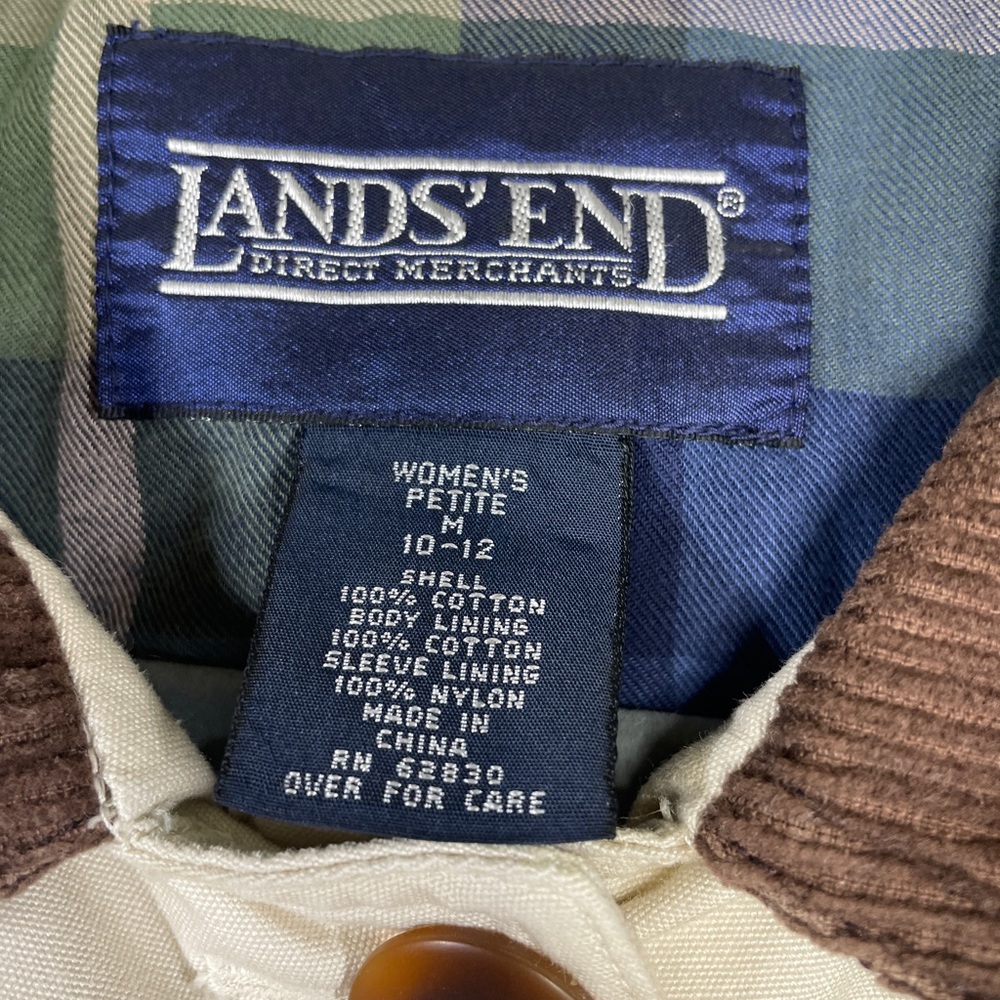 LANDS' END®
DIRECT MERCHANTS
WOMEN'S
PETITE
M
10-12
SHELL
100% COTTON
BODY LINING
100% COTTON
SLEEVE LINING
100% NYLON
MADE IN
CHINA
RN 62830
OVER FOR CARE